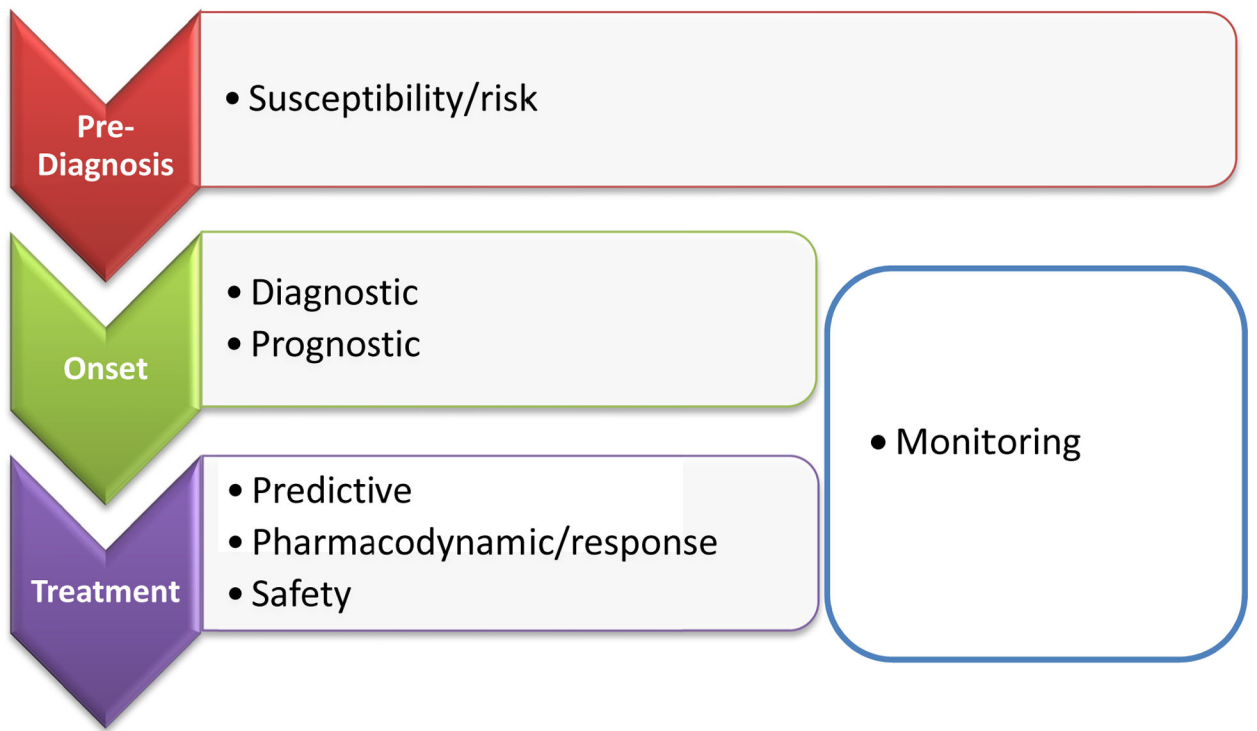 Pre-
Diagnosis
• Susceptibility/risk
Onset
• Diagnostic
• Prognostic
Treatment
• Predictive
• Pharmacodynamic/response
• Safety
• Monitoring